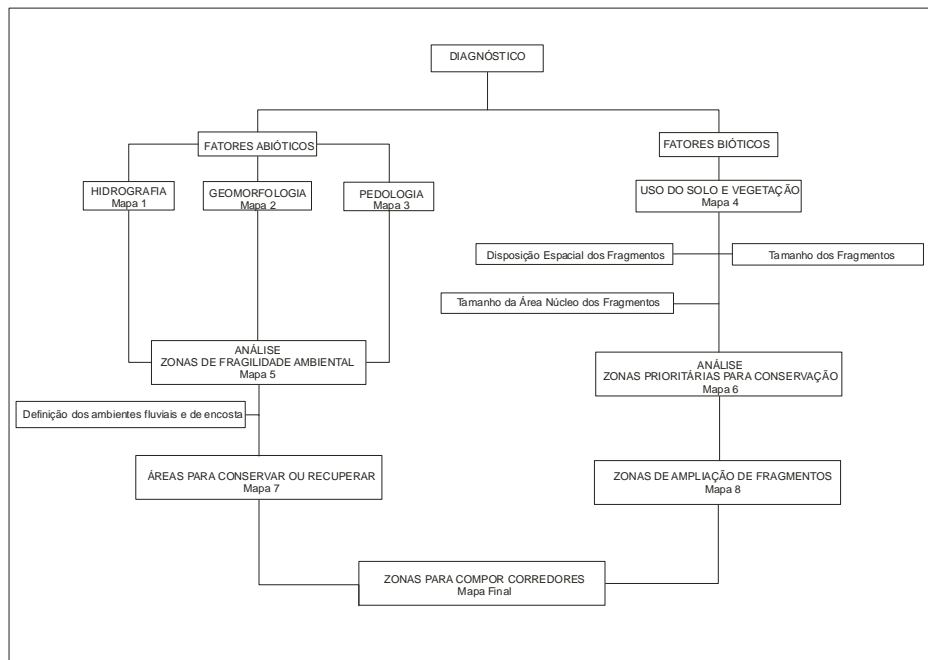 DIAGNÓSTICO
FATORES ABIÓTICOS
FATORES BIÓTICOS
HIDROGRAFIA
Mapa 1
GEOMORFOLOGIA
Mapa 2
PEDOLOGIA
Mapa 3
USO DO SOLO E VEGETAÇÃO
Mapa 4
Disposição Espacial dos Fragmentos
Tamanho dos Fragmentos
Tamanho da Área Núcleo dos Fragmentos
ANÁLISE
ZONAS DE FRAGILIDADE AMBIENTAL
Mapa 5
ANÁLISE
ZONAS PRIORITÁRIAS PARA CONSERVAÇÃO
Mapa 6
Definição dos ambientes fluviais e de encosta
ÁREAS PARA CONSERVAR OU RECUPERAR
Mapa 7
ZONAS DE AMPLIAÇÃO DE FRAGMENTOS
Mapa 8
ZONAS PARA COMPOR CORREDORES
Mapa Final